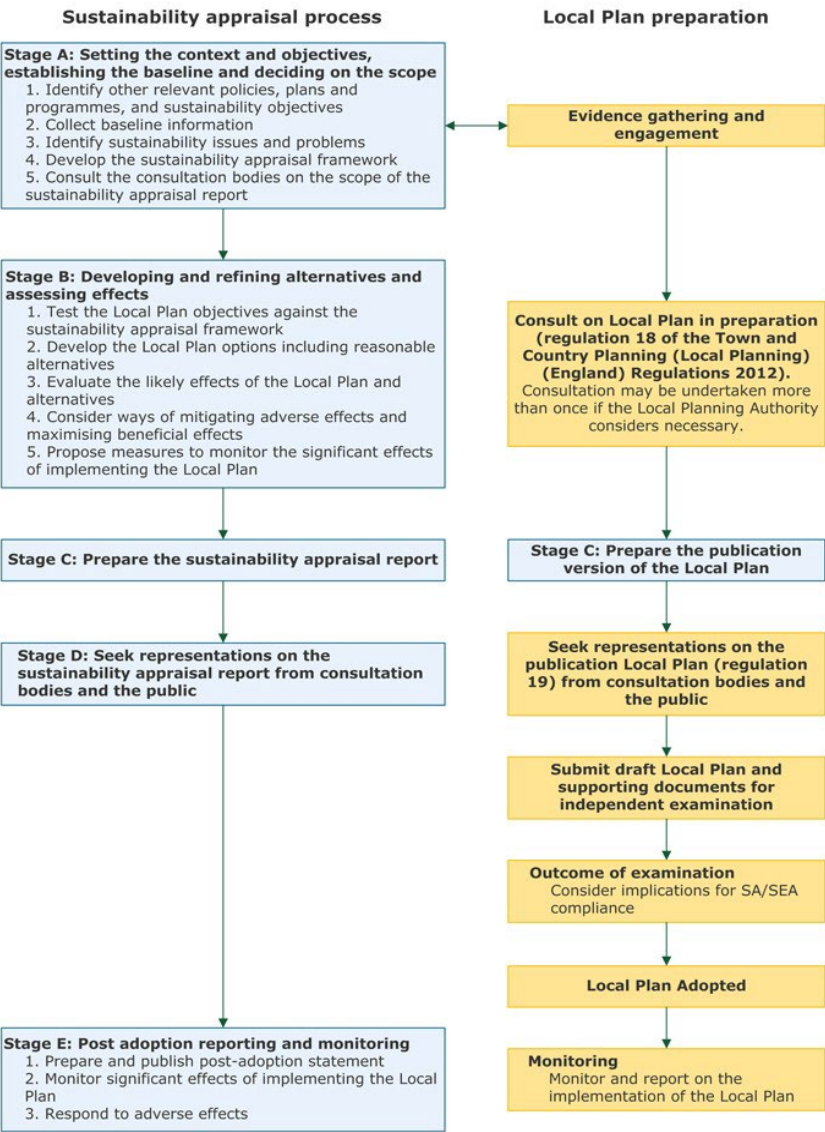 Sustainability appraisal process
Local Plan preparation
Stage A: Setting the context and objectives,
establishing the baseline and deciding on the scope
1. Identify other relevant policies, plans and
programmes, and sustainability objectives
2. Collect baseline information
3. Identify sustainability issues and problems
4. Develop the sustainability appraisal framework
5. Consult the consultation bodies on the scope of the
sustainability appraisal report
Evidence gathering and
engagement
Stage B: Developing and refining alternatives and
assessing effects
1. Test the Local Plan objectives against the
sustainability appraisal framework
2. Develop the Local Plan options including reasonable
alternatives
3. Evaluate the likely effects of the Local Plan and
alternatives
4. Consider ways of mitigating adverse effects and
maximising beneficial effects
5. Propose measures to monitor the significant effects
of implementing the Local Plan
Consult on Local Plan in preparation
(regulation 18 of the Town and
Country Planning (Local Planning)
(England) Regulations 2012).
Consultation may be undertaken more
than once if the Local Planning Authority
considers necessary.
Stage C: Prepare the sustainability appraisal report
Stage C: Prepare the publication
version of the Local Plan
Stage D: Seek representations on the
sustainability appraisal report from consultation
bodies and the public
Seek representations on the
publication Local Plan (regulation
19) from consultation bodies and
the public
Submit draft Local Plan and
supporting documents for
independent examination
Outcome of examination
Consider implications for SA/SEA
compliance
Local Plan Adopted
Stage E: Post adoption reporting and monitoring
1. Prepare and publish post-adoption statement
2. Monitor significant effects of implementing the Local
Plan
3. Respond to adverse effects
Monitoring
Monitor and report on the
implementation of the Local Plan